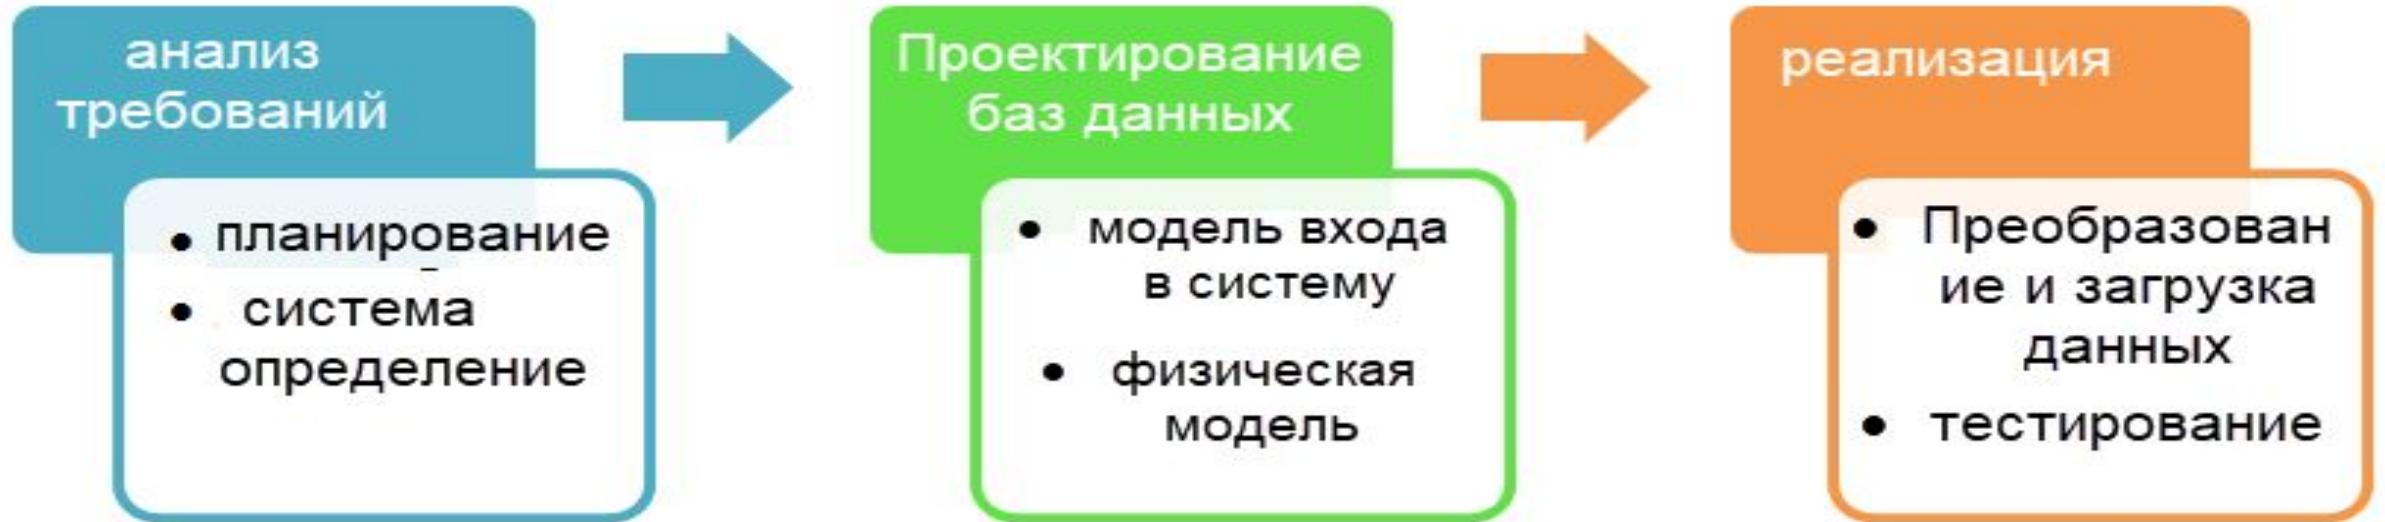 анализ
требований
• планирование
• система
определение
Проектирование
баз данных
• модель входа
в систему
• физическая
модель
реализация
• Преобразован
ие и загрузка
данных
• тестирование